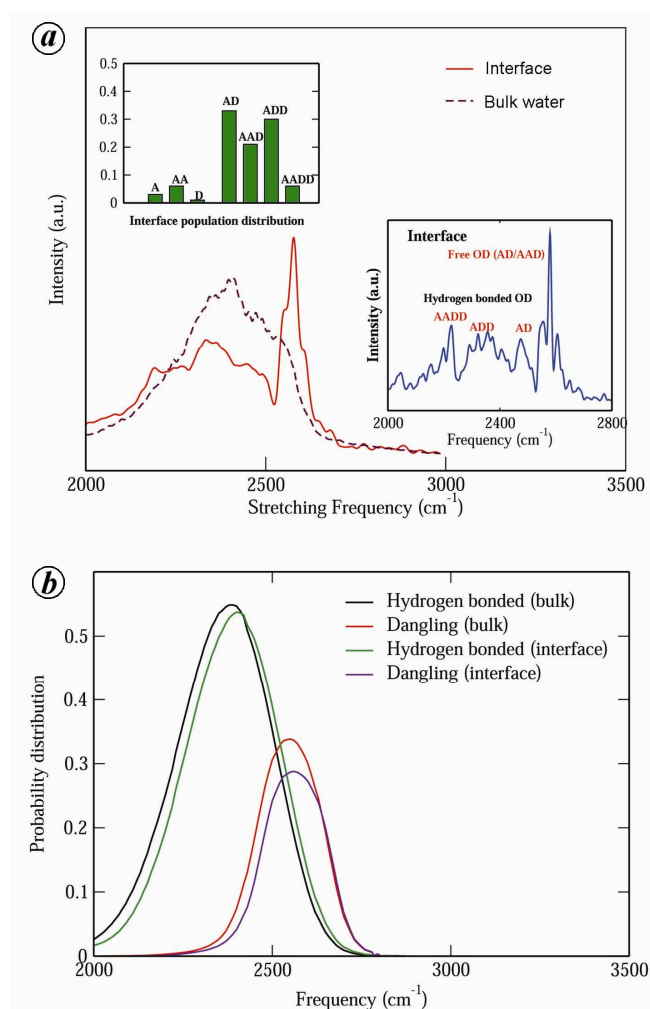 a
Interface
Bulk water
0.5
0.4
0.3
0.2
0.1
0
A
AA
D
AD
AAD
ADD
AADD
Interface population distribution
Intensity (a.u.)
Interface
Free OD (AD/AAD)
Hydrogen bonded OD
AADD
ADD
AD
Intensity (a.u.)
2000 2400 2600 2800
Frequency (cm-1)
2000 2500 3000 3500
Stretching Frequency (cm-1)
b
Hydrogen bonded (bulk)
Dangling (bulk)
Hydrogen bonded (interface)
Dangling (interface)
0.5
0.4
0.3
0.2
0.1
0
Probability distribution
2000 2500 3000 3500
Frequency (cm-1)